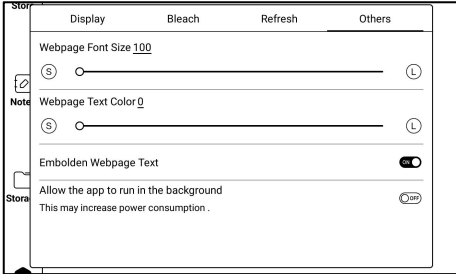 Display Bleach Refresh Others
Webpage Font Size 100
S L
Note Webpage Text Color 0
S L
Embolden Webpage Text ON
Allow the app to run in the background OFF
This may increase power consumption .